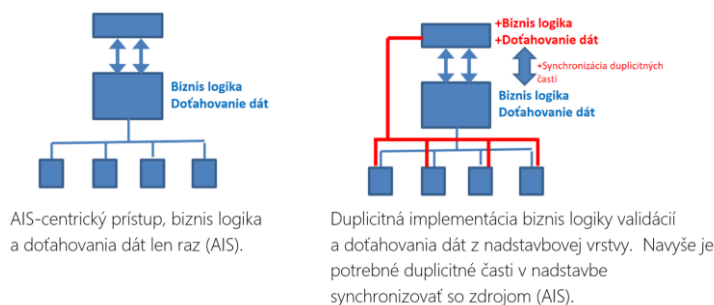 Biznis logika
Doťahovanie dát
AIS-centrický prístup, biznis logika
a doťahovania dát len raz (AIS).
+Biznis logika
+Doťahovanie dát
+Synchronizácia duplicitných
častí
Biznis logika
Doťahovanie dát
Duplicitná implementácia biznis logiky validácií
a doťahovania dát z nadstavbovej vrstvy. Navyše je
potrebné duplicitné časti v nadstavbe
synchronizovať so zdrojom (AIS).